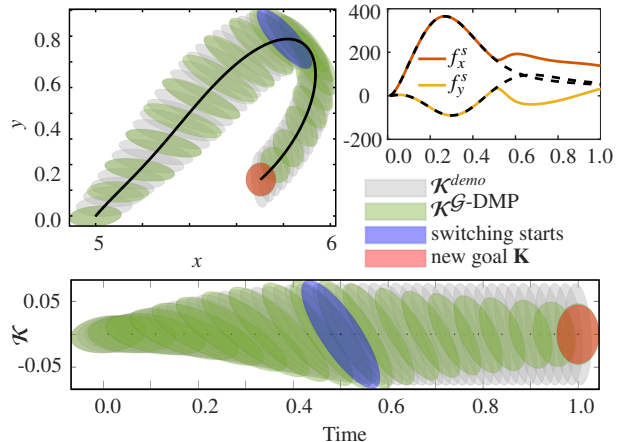 0.8
0.6
0.4
0.2
0.0
y
5
6
x
400
200
0
-200
f_x^s
f_y^s
0.0 0.2 0.4 0.6 0.8 1.0
𝒦^demo
𝒦^𝒢-DMP
switching starts
new goal K
0.05
-0.05
𝒦
0.0 0.2 0.4 0.6 0.8 1.0
Time